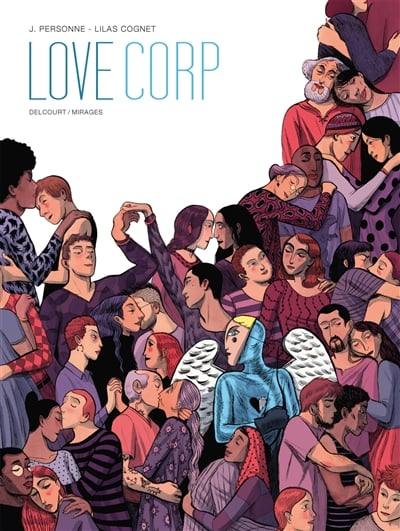 J. PERSONNE - LILAS COGNET
LOVE CORP
DELCOURT / MIRAGES